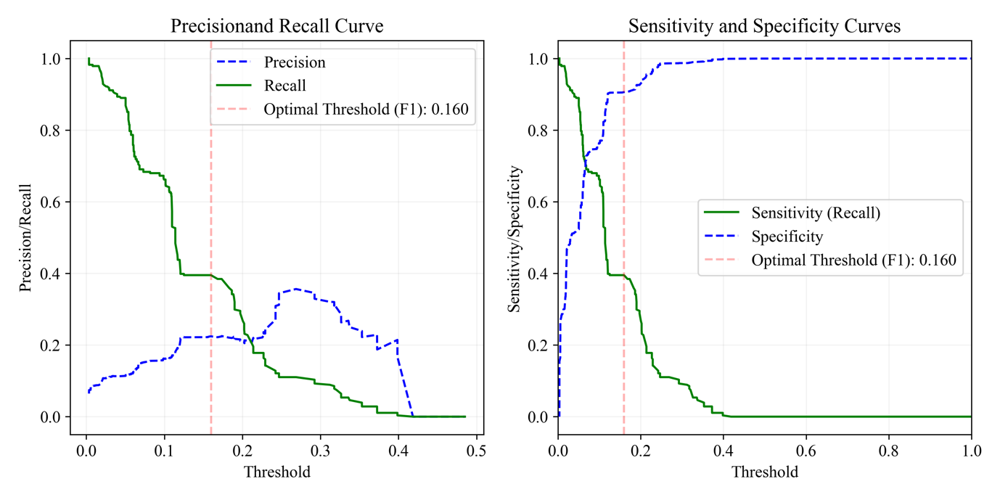 Precisionand Recall Curve
Precision/Recall
1.0
0.8
0.6
0.4
0.2
0.0
Precision
Recall
Optimal Threshold (F1): 0.160
0.0 0.1 0.2 0.3 0.4 0.5
Threshold
Sensitivity and Specificity Curves
Sensitivity/Specificity
1.0
0.8
0.6
0.4
0.2
0.0
Sensitivity (Recall)
Specificity
Optimal Threshold (F1): 0.160
0.0 0.2 0.4 0.6 0.8 1.0
Threshold